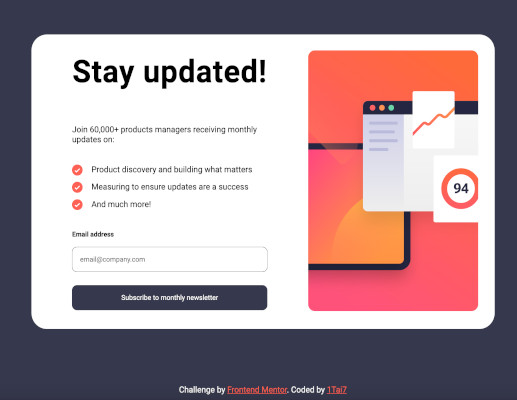 Stay updated!
Join 60,000+ products managers receiving monthly
updates on:
Product discovery and building what matters
Measuring to ensure updates are a success
And much more!
Email address
email@company.com
Subscribe to monthly newsletter
94
Challenge by Frontend Mentor. Coded by 1Tai7